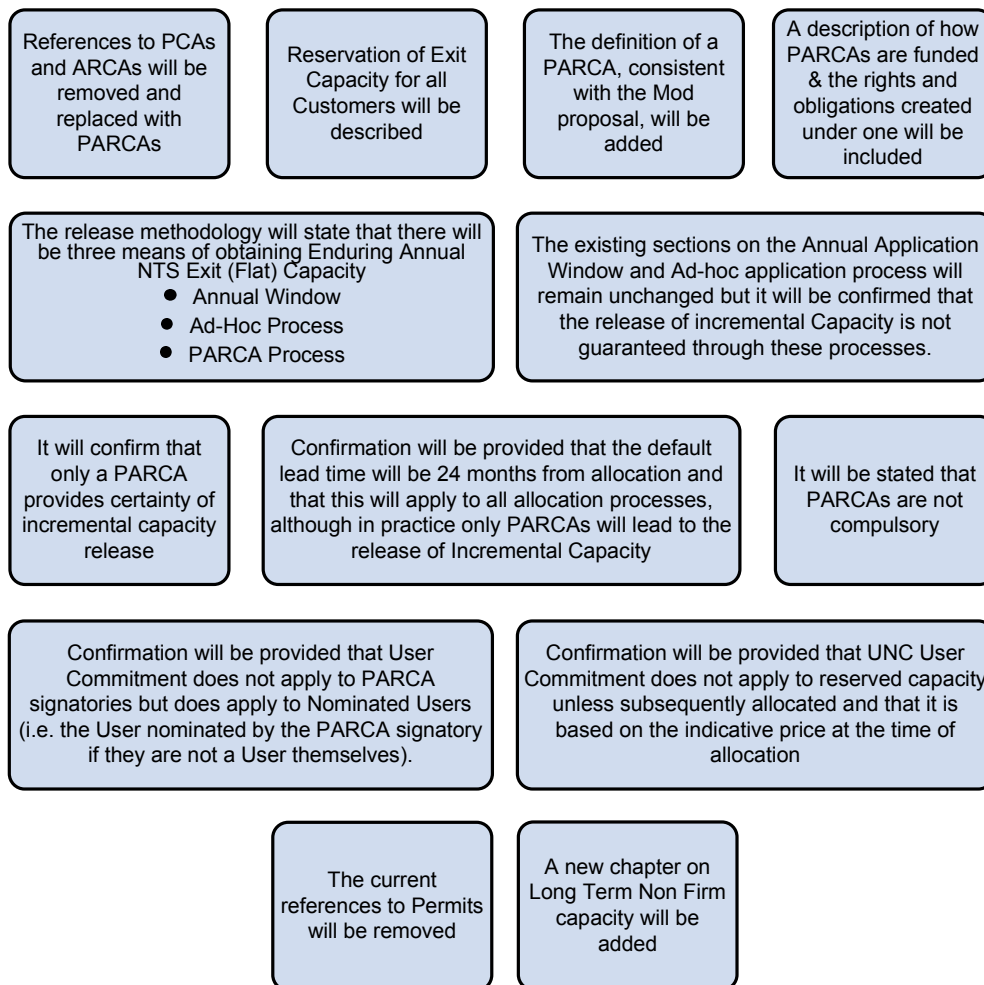 References to PCAs
and ARCAs will be
removed and
replaced with
PARCAs
Reservation of Exit
Capacity for all
Customers will be
described
The definition of a
PARCA, consistent
with the Mod
proposal, will be
added
A description of how
PARCAs are funded
& the rights and
obligations created
under one will be
included
The release methodology will state that there will
be three means of obtaining Enduring Annual
NTS Exit (Flat) Capacity
● Annual Window
● Ad-Hoc Process
● PARCA Process
The existing sections on the Annual Application
Window and Ad-hoc application process will
remain unchanged but it will be confirmed that
the release of incremental Capacity is not
guaranteed through these processes.
It will confirm that
only a PARCA
provides certainty of
incremental capacity
release
Confirmation will be provided that the default
lead time will be 24 months from allocation and
that this will apply to all allocation processes,
although in practice only PARCAs will lead to the
release of Incremental Capacity
It will be stated that
PARCAs are not
compulsory
Confirmation will be provided that User
Commitment does not apply to PARCA
signatories but does apply to Nominated Users
(i.e. the User nominated by the PARCA signatory
if they are not a User themselves).
Confirmation will be provided that UNC User
Commitment does not apply to reserved capacity
unless subsequently allocated and that it is
based on the indicative price at the time of
allocation
The current
references to Permits
will be removed
A new chapter on
Long Term Non Firm
capacity will be
added